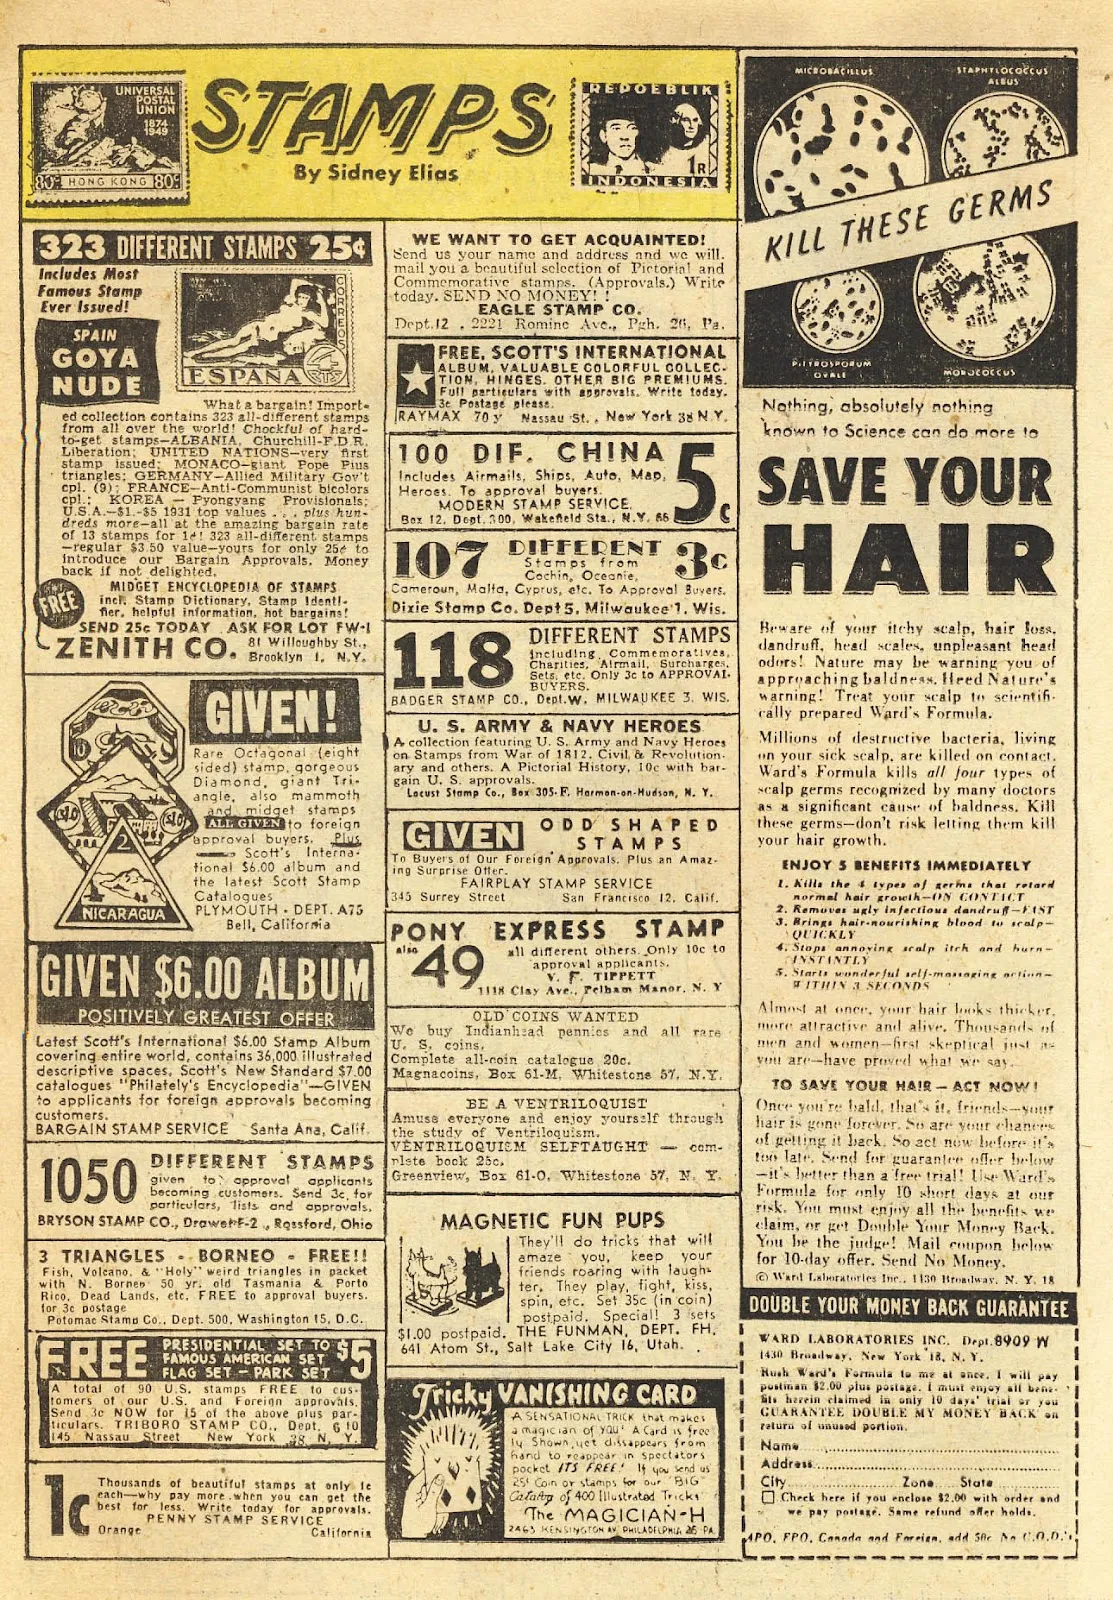 UNIVERSAL
POSTAL
UNION
1874
1949
80¢ HONG KONG 80¢
STAMPS
By Sidney Elias
REPOEBLIK
1R
INDONESIA
323 DIFFERENT STAMPS 25¢
Includes Most
Famous Stamp
Ever Issued!
SPAIN
GOYA
NUDE
CORREOS
4
CTS
ESPAÑA
What a bargain! Import-
ed collection contains 323 all-different stamps
from all over the world! Chockful of hard-
to-get stamps—ALBANIA, Churchill-F.D.R.
Liberation; UNITED NATIONS—very first
stamp issued; MONACO—giant Pope Pius
triangles; GERMANY—Allied Military Gov't
cpl. (9); FRANCE—Anti-Communist bicolors
cpl.; KOREA — Pyongyang Provisionals;
U.S.A.—$1.-$5 1931 top values . . . plus hun-
dreds more—all at the amazing bargain rate
of 13 stamps for 1¢! 323 all-different stamps
—regular $3.50 value—yours for only 25¢ to
introduce our Bargain Approvals. Money
back if not delighted.
FREE
MIDGET ENCYCLOPEDIA OF STAMPS
incl. Stamp Dictionary, Stamp Identi-
fier, helpful information, hot bargains!
SEND 25c TODAY ASK FOR LOT FW-1
ZENITH CO. 81 Willoughby St.,
Brooklyn 1, N.Y.
GIVEN!
Rare Octagonal (eight
sided) stamp, gorgeous
Diamond, giant Tri-
angle, also mammoth
and midget stamps
ALL GIVEN to foreign
approval buyers. Plus
— Scott's Interna-
tional $6.00 album and
the latest Scott Stamp
Catalogues
PLYMOUTH • DEPT. A75
Bell, California
2
NICARAGUA
GIVEN $6.00 ALBUM
POSITIVELY GREATEST OFFER
Latest Scott's International $6.00 Stamp Album
covering entire world, contains 36,000 illustrated
descriptive spaces, Scott's New Standard $7.00
catalogues "Philately's Encyclopedia"—GIVEN
to applicants for foreign approvals becoming
customers.
BARGAIN STAMP SERVICE Santa Ana, Calif.
1050 DIFFERENT STAMPS
given to approval applicants
becoming customers. Send 3c for
particulars, lists and approvals.
BRYSON STAMP CO., Drawer F-2, Rossford, Ohio
3 TRIANGLES - BORNEO - FREE!!
Fish, Volcano, & "Holy" weird triangles in packet
with N. Borneo 50 yr. old Tasmania & Porto
Rico, Dead Lands, etc. FREE to approval buyers.
for 3c postage
Potomac Stamp Co., Dept. 500, Washington 15, D.C.
FREE
PRESIDENTIAL SET TO $5
FAMOUS AMERICAN SET
FLAG SET - PARK SET
A total of 90 U.S. stamps FREE to cus-
tomers of our U.S. and Foreign approvals.
Send 3c NOW for 15 of the above plus par-
ticulars. TRIBORO STAMP CO., Dept. 610
145 Nassau Street New York 38, N. Y.
1c
Thousands of beautiful stamps at only 1c
each—why pay more when you can get the
best for less. Write today for approvals.
PENNY STAMP SERVICE
Orange California
WE WANT TO GET ACQUAINTED!
Send us your name and address and we will
mail you a beautiful selection of Pictorial and
Commemorative stamps. (Approvals.) Write
today. SEND NO MONEY! !
EAGLE STAMP CO.
Dept.12 . 2221 Romine Ave., Pgh. 26, Pa.
FREE, SCOTT'S INTERNATIONAL
ALBUM, VALUABLE COLORFUL COLLEC-
TION, HINGES. OTHER BIG PREMIUMS.
Full particulars with approvals. Write today.
3c Postage please.
RAYMAX 70 y Nassau St., New York 38 N.Y.
100 DIF. CHINA 5c
Includes Airmails, Ships, Auto, Map,
Heroes. To approval buyers.
MODERN STAMP SERVICE.
Box 12, Dept. 300, Wakefield Sta., N.Y. 66
107 DIFFERENT 3c
Stamps from
Cochin, Oceanie,
Cameroun, Malta, Cyprus, etc. To Approval Buyers.
Dixie Stamp Co. Dept 5, Milwaukee 1, Wis.
118 DIFFERENT STAMPS
Including Commemoratives,
Charities, Airmail, Surcharges,
Sets, etc. Only 3c to APPROVAL-
BUYERS.
BADGER STAMP CO., Dept.W, MILWAUKEE 3, WIS.
U. S. ARMY & NAVY HEROES
A collection featuring U. S. Army and Navy Heroes
on Stamps from War of 1812, Civil & Revolution-
ary and others. A Pictorial History, 10c with bar-
gain U. S. approvals.
Locust Stamp Co., Box 305-F, Harmon-on-Hudson, N. Y.
GIVEN ODD SHAPED
STAMPS
To Buyers of Our Foreign Approvals. Plus an Amaz-
ing Surprise Offer.
FAIRPLAY STAMP SERVICE
345 Surrey Street San Francisco 12, Calif.
PONY EXPRESS STAMP
also 49 all different others. Only 10c to
approval applicants.
V. F. TIPPETT
1118 Clay Ave., Pelham Manor, N. Y
OLD COINS WANTED
We buy Indianhead pennies and all rare
U. S. coins.
Complete all-coin catalogue 20c.
Magnacoins, Box 61-M, Whitestone 57, N.Y.
BE A VENTRILOQUIST
Amuse everyone and enjoy yourself through
the study of Ventriloquism.
VENTRILOQUISM SELFTAUGHT — com-
plete book 25c.
Greenview, Box 61-O, Whitestone 57, N. Y.
MAGNETIC FUN PUPS
They'll do tricks that will
amaze you, keep your
friends roaring with laugh-
ter. They play, fight, kiss,
spin, etc. Set 35c (in coin)
postpaid. Special! 3 sets
$1.00 postpaid. THE FUNMAN, DEPT. FH,
641 Atom St., Salt Lake City 16, Utah.
Tricky VANISHING CARD
A SENSATIONAL TRICK that makes
a magician of YOU! A Card is free
ly Shown, yet dissapears from
hand to reappear in spectators
pocket ITS FREE! If you send us
25¢ Coin or stamps for our "BIG
Catalog of 400 Illustrated Tricks"
The MAGICIAN-H
2463 KENSINGTON AV. PHILADELPHIA 25 PA.
MICROBACILLUS
STAPHYLOCOCCUS
ALBUS
KILL THESE GERMS
PITYROSPORUM
OVALE
MOROCOCCUS
Nothing, absolutely nothing
known to Science can do more to
SAVE YOUR
HAIR
Beware of your itchy scalp, hair loss,
dandruff, head scales, unpleasant head
odors! Nature may be warning you of
approaching baldness. Heed Nature's
warning! Treat your scalp to scientifi-
cally prepared Ward's Formula.
Millions of destructive bacteria, living
on your sick scalp, are killed on contact.
Ward's Formula kills all four types of
scalp germs recognized by many doctors
as a significant cause of baldness. Kill
these germs—don't risk letting them kill
your hair growth.
ENJOY 5 BENEFITS IMMEDIATELY
1. Kills the 4 types of germs that retard
normal hair growth—ON CONTACT
2. Removes ugly infectious dandruff—FAST
3. Brings hair-nourishing blood to scalp—
QUICKLY
4. Stops annoying scalp itch and burn—
INSTANTLY
5. Starts wonderful self-massaging action—
WITHIN 3 SECONDS
Almost at once, your hair looks thicker,
more attractive and alive. Thousands of
men and women—first skeptical just as
you are—have proved what we say.
TO SAVE YOUR HAIR — ACT NOW!
Once you're bald, that's it, friends—your
hair is gone forever. So are your chances
of getting it back. So act now before it's
too late. Send for guarantee offer below
—it's better than a free trial! Use Ward's
Formula for only 10 short days at our
risk. You must enjoy all the benefits we
claim, or get Double Your Money Back.
You be the judge! Mail coupon below
for 10-day offer. Send No Money.
© Ward Laboratories Inc., 1430 Broadway, N. Y. 18
DOUBLE YOUR MONEY BACK GUARANTEE
WARD LABORATORIES INC. Dept. 8909 W
1430 Broadway, New York 18, N. Y.
Rush Ward's Formula to me at once. I will pay
postman $2.00 plus postage. I must enjoy all bene-
fits herein claimed in only 10 days' trial or you
GUARANTEE DOUBLE MY MONEY BACK on
return of unused portion.
Name
Address
City Zone State
Check here if you enclose $2.00 with order and
we pay postage. Same refund offer holds.
APO, FPO, Canada and Foreign, add 50c No C.O.D.'s